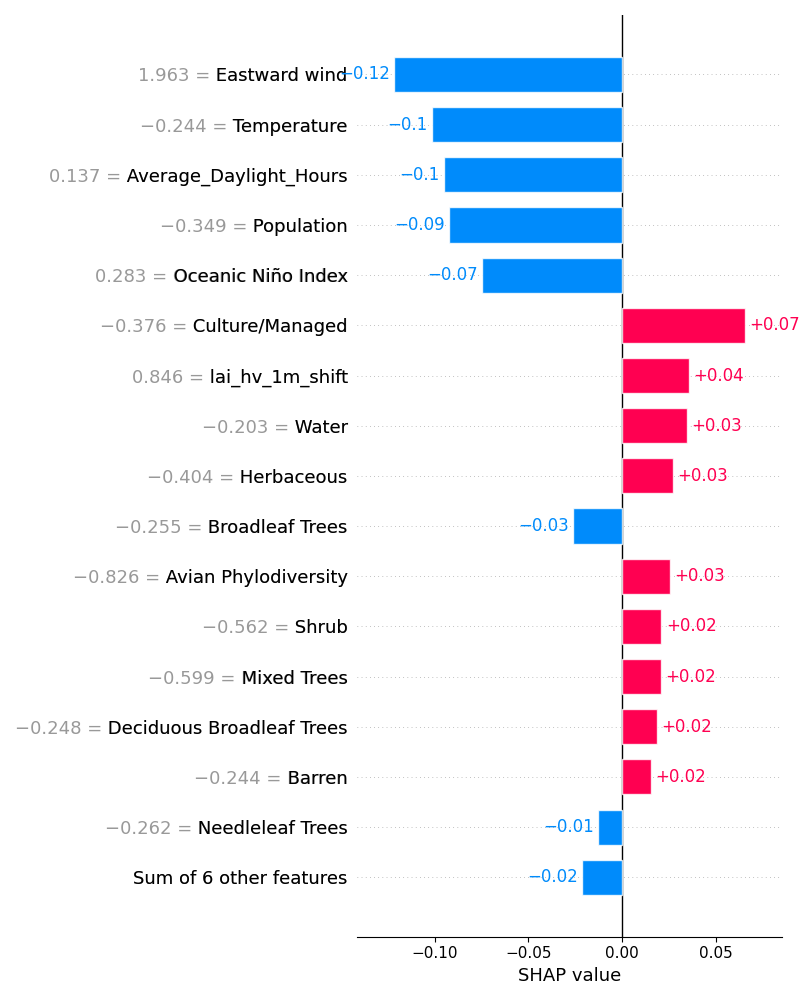 1.963 = Eastward wind −0.12
−0.244 = Temperature −0.1
0.137 = Average_Daylight_Hours −0.1
−0.349 = Population −0.09
0.283 = Oceanic Niño Index −0.07
−0.376 = Culture/Managed +0.07
0.846 = lai_hv_1m_shift +0.04
−0.203 = Water +0.03
−0.404 = Herbaceous +0.03
−0.255 = Broadleaf Trees −0.03
−0.826 = Avian Phylodiversity +0.03
−0.562 = Shrub +0.02
−0.599 = Mixed Trees +0.02
−0.248 = Deciduous Broadleaf Trees +0.02
−0.244 = Barren +0.02
−0.262 = Needleleaf Trees −0.01
Sum of 6 other features −0.02
−0.10 −0.05 0.00 0.05
SHAP value